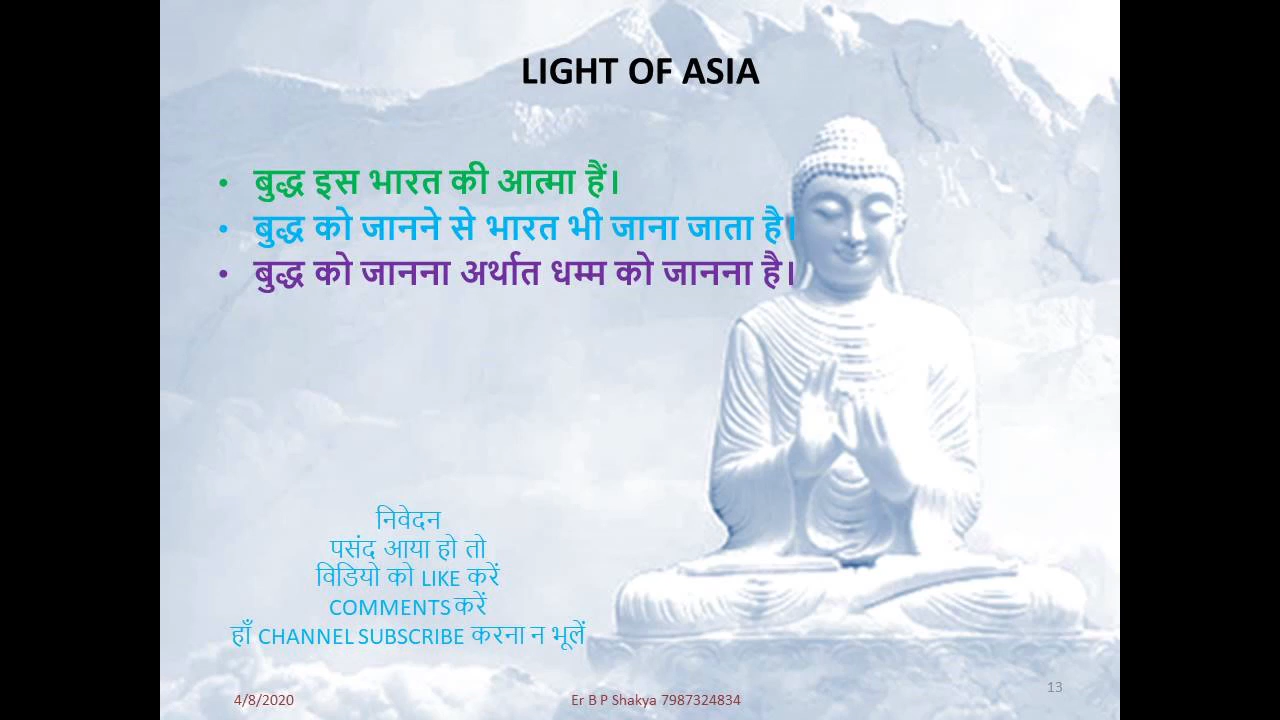 LIGHT OF ASIA
• बुद्ध इस भारत की आत्मा हैं।
• बुद्ध को जानने से भारत भी जाना जाता है।
• बुद्ध को जानना अर्थात धम्म को जानना है।
निवेदन
पसंद आया हो तो
विडियो को LIKE करें
COMMENTS करें
हाँ CHANNEL SUBSCRIBE करना न भूलें
13
4/8/2020
Er B P Shakya 7987324834